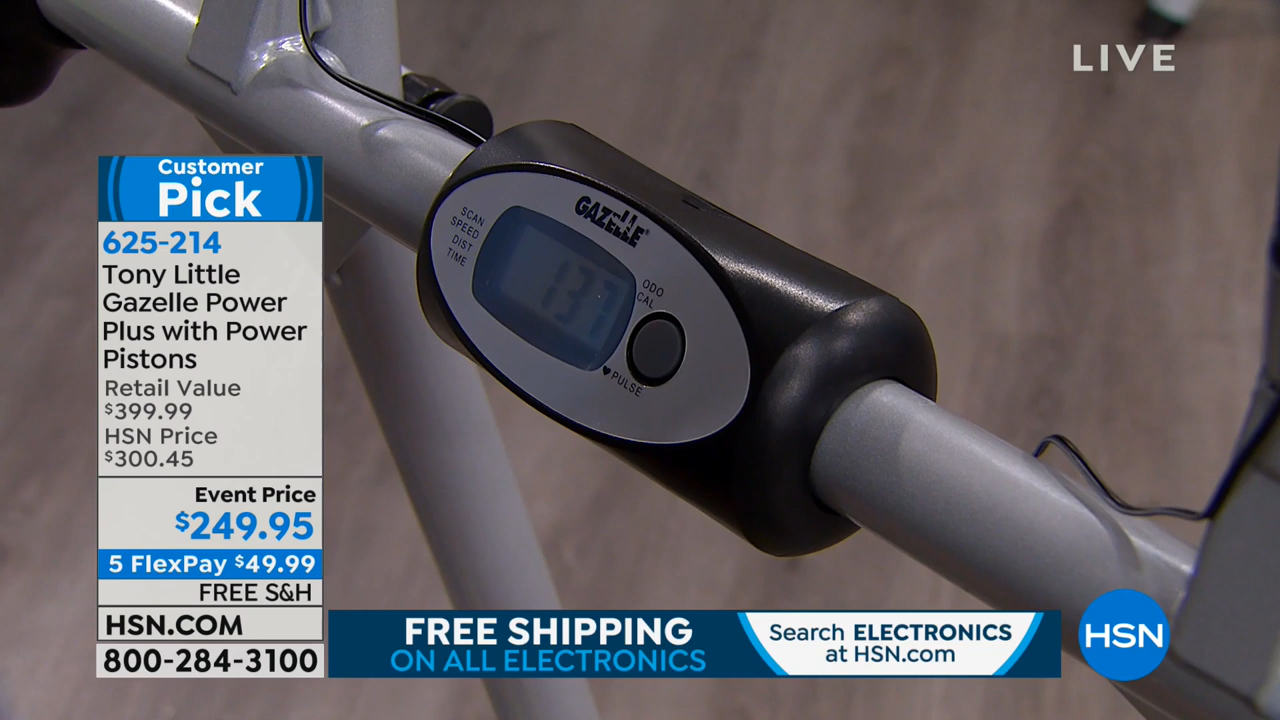 LIVE
Customer
Pick
625-214
Tony Little
Gazelle Power
Plus with Power
Pistons
Retail Value
$399.99
HSN Price
$300.45
Event Price
$249.95
5 FlexPay $49.99
FREE S&H
HSN.COM
800-284-3100
GAZELLE®
SCAN
SPEED
DIST
TIME
137
ODO
CAL
♥ PULSE
FREE SHIPPING
ON ALL ELECTRONICS
Search ELECTRONICS
at HSN.com
HSN